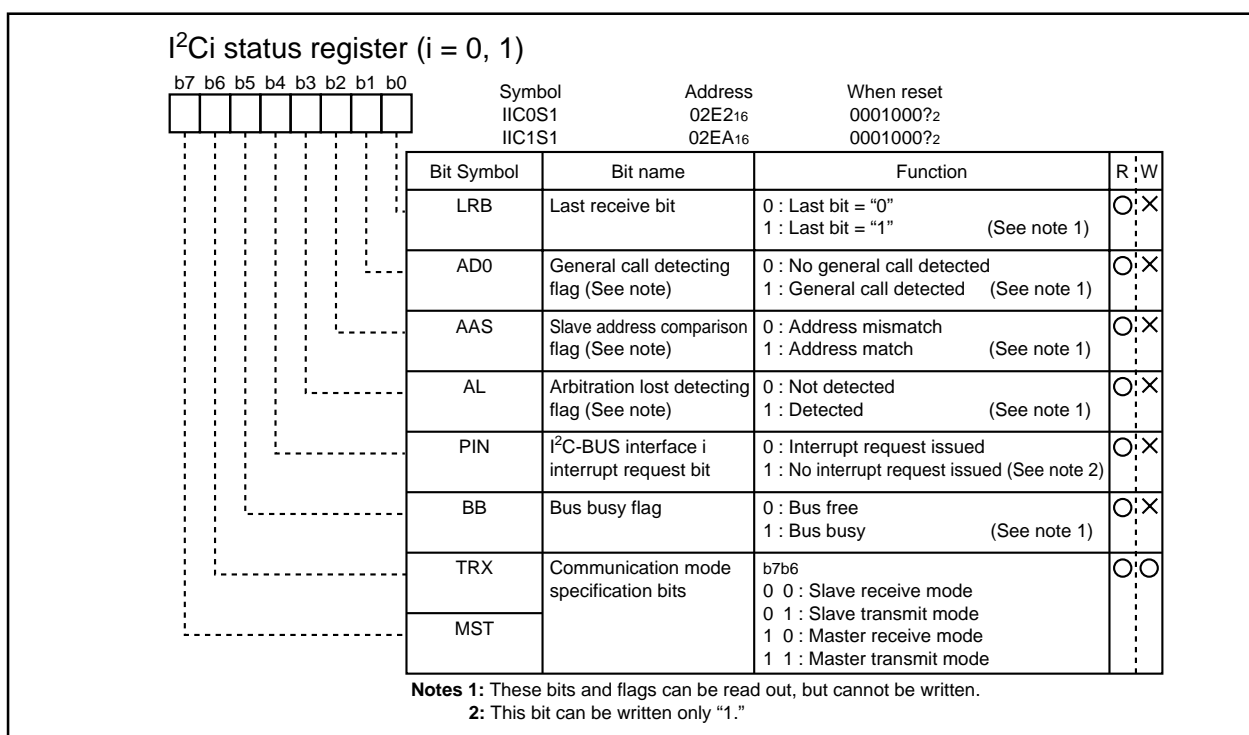 I²Ci status register (i = 0, 1)
b7 b6 b5 b4 b3 b2 b1 b0
Symbol Address When reset
IIC0S1 02E2₁₆ 0001000?₂
IIC1S1 02EA₁₆ 0001000?₂
Bit Symbol Bit name Function R W
LRB Last receive bit 0 : Last bit = “0” ○ ×
1 : Last bit = “1” (See note 1)
AD0 General call detecting 0 : No general call detected ○ ×
flag (See note) 1 : General call detected (See note 1)
AAS Slave address comparison 0 : Address mismatch ○ ×
flag (See note) 1 : Address match (See note 1)
AL Arbitration lost detecting 0 : Not detected ○ ×
flag (See note) 1 : Detected (See note 1)
PIN I²C-BUS interface i 0 : Interrupt request issued ○ ×
interrupt request bit 1 : No interrupt request issued (See note 2)
BB Bus busy flag 0 : Bus free ○ ×
1 : Bus busy (See note 1)
TRX Communication mode b7b6 ○ ○
specification bits 0 0 : Slave receive mode
0 1 : Slave transmit mode
MST 1 0 : Master receive mode
1 1 : Master transmit mode
Notes 1: These bits and flags can be read out, but cannot be written.
2: This bit can be written only “1.”